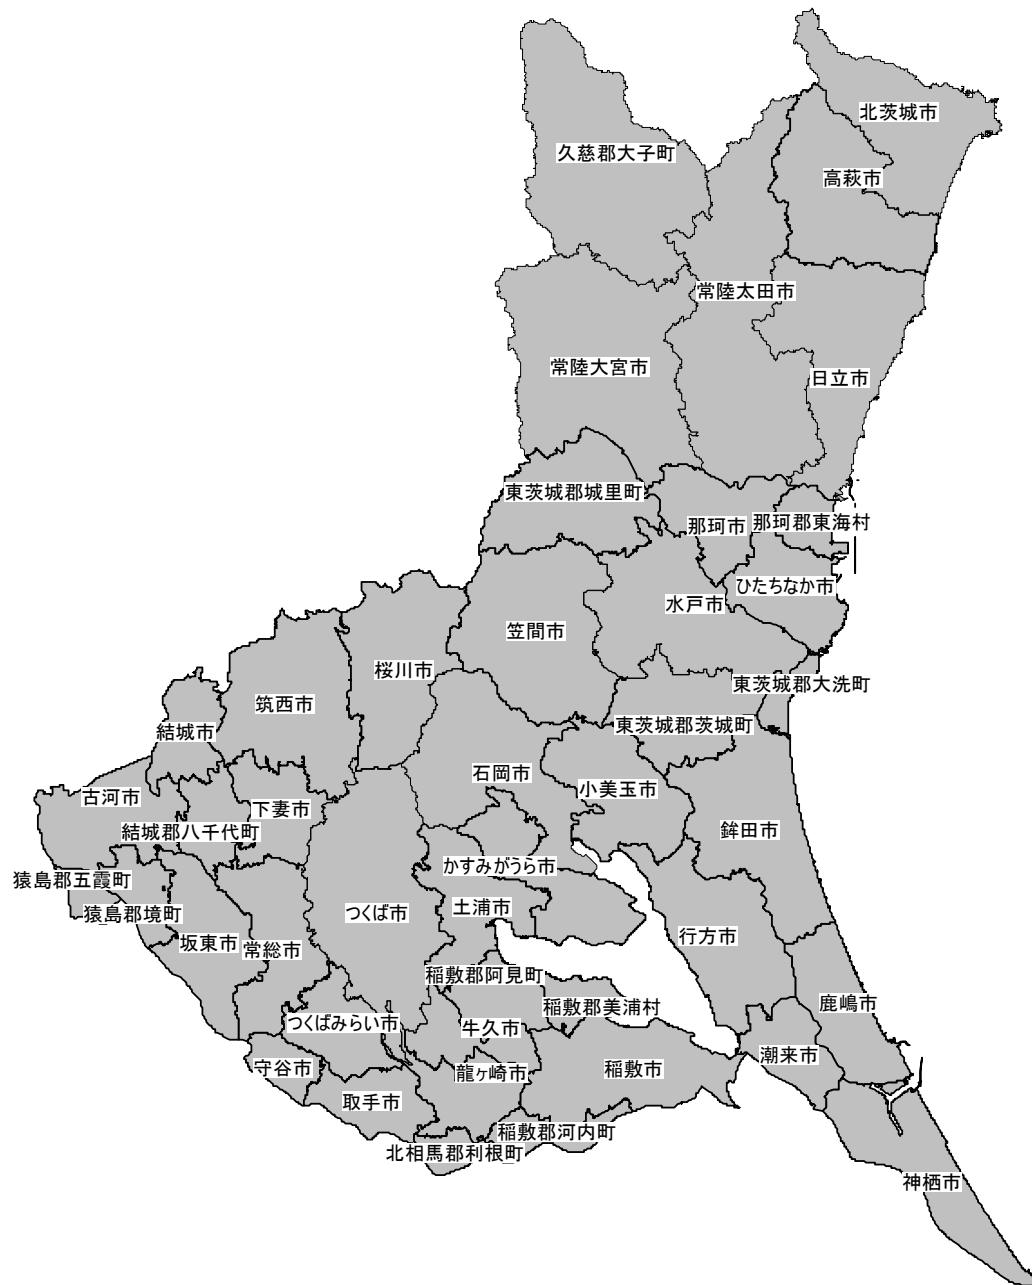 北茨城市
久慈郡大子町
高萩市
常陸太田市
常陸大宮市
日立市
東茨城郡城里町
那珂市
那珂郡東海村
ひたちなか市
水戸市
笠間市
桜川市
東茨城郡大洗町
筑西市
東茨城郡茨城町
結城市
石岡市
小美玉市
古河市
下妻市
鉾田市
結城郡八千代町
かすみがうら市
猿島郡五霞町
土浦市
つくば市
猿島郡境町
行方市
坂東市
常総市
稲敷郡阿見町
鹿嶋市
稲敷郡美浦村
つくばみらい市
牛久市
潮来市
守谷市
龍ヶ崎市
稲敷市
取手市
稲敷郡河内町
北相馬郡利根町
神栖市